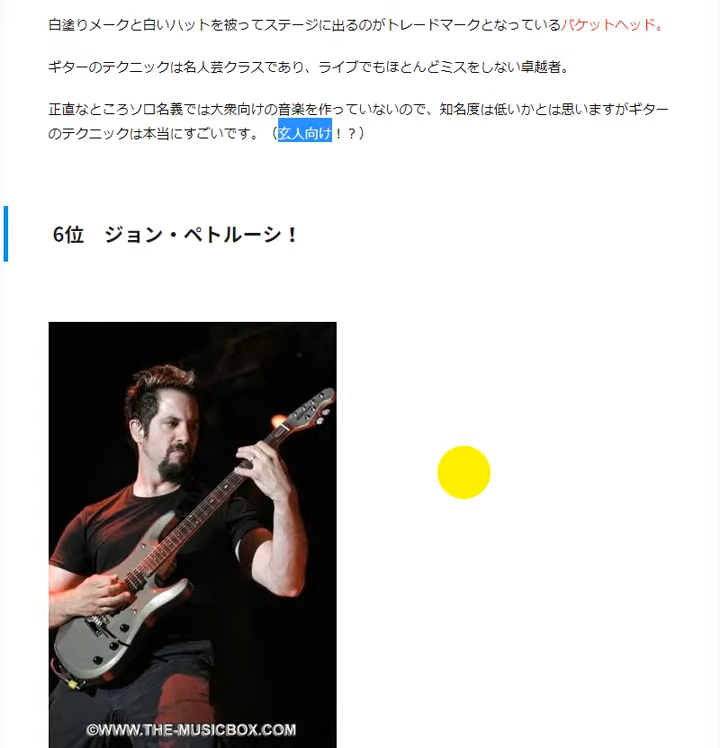 白塗りメークと白いハットを被ってステージに出るのがトレードマークとなっているバケットヘッド。
ギターのテクニックは名人芸クラスであり、ライブでもほとんどミスをしない卓越者。
正直なところソロ名義では大衆向けの音楽を作っていないので、知名度は低いかとは思いますがギター
のテクニックは本当にすごいです。（玄人向け！？）
6位　ジョン・ペトルーシ！
©WWW.THE-MUSICBOX.COM